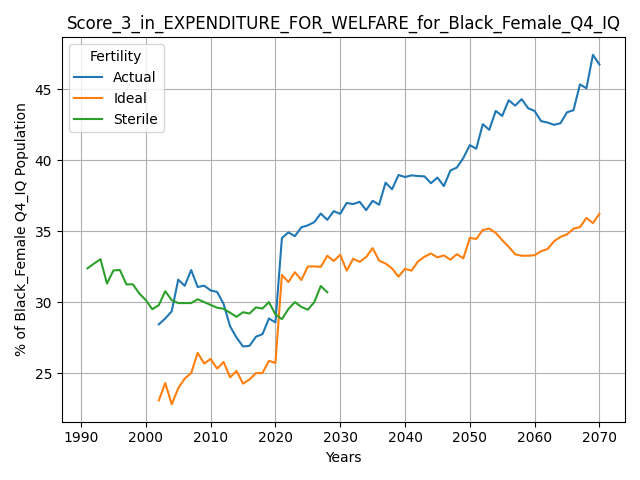 Score_3_in_EXPENDITURE_FOR_WELFARE_for_Black_Female_Q4_IQ
Fertility
Actual
Ideal
Sterile
% of Black_Female Q4_IQ Population
45
40
35
30
25
1990 2000 2010 2020 2030 2040 2050 2060 2070
Years